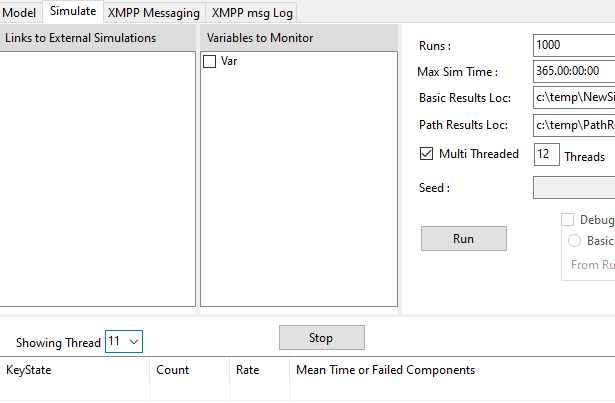 Model Simulate XMPP Messaging XMPP msg Log
Links to External Simulations
Variables to Monitor
Var
Runs : 1000
Max Sim Time : 365.00:00:00
Basic Results Loc: c:\temp\NewSi
Path Results Loc: c:\temp\PathR
Multi Threaded 12 Threads
Seed :
Debug
Run
Basic
From Ru
Showing Thread 11
Stop
KeyState Count Rate Mean Time or Failed Components